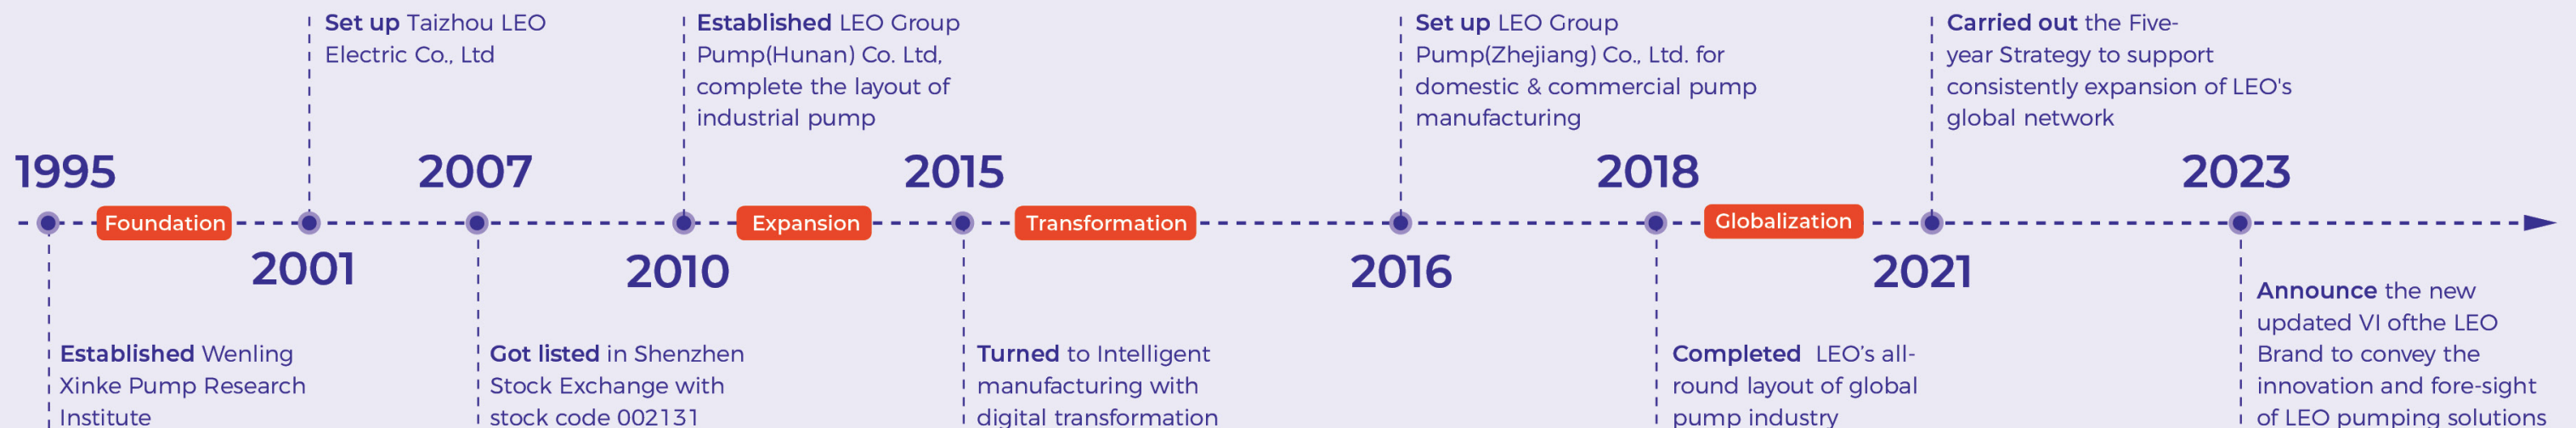 Set up Taizhou LEO
Electric Co., Ltd
Established LEO Group
Pump(Hunan) Co. Ltd,
complete the layout of
industrial pump
Set up LEO Group
Pump(Zhejiang) Co., Ltd. for
domestic & commercial pump
manufacturing
Carried out the Five-
year Strategy to support
consistently expansion of LEO's
global network
1995
2007
2015
2018
2023
Foundation
Expansion
Transformation
Globalization
2001
2010
2016
2021
Established Wenling
Xinke Pump Research
Institute
Got listed in Shenzhen
Stock Exchange with
stock code 002131
Turned to Intelligent
manufacturing with
digital transformation
Completed LEO’s all-
round layout of global
pump industry
Announce the new
updated VI ofthe LEO
Brand to convey the
innovation and fore-sight
of LEO pumping solutions